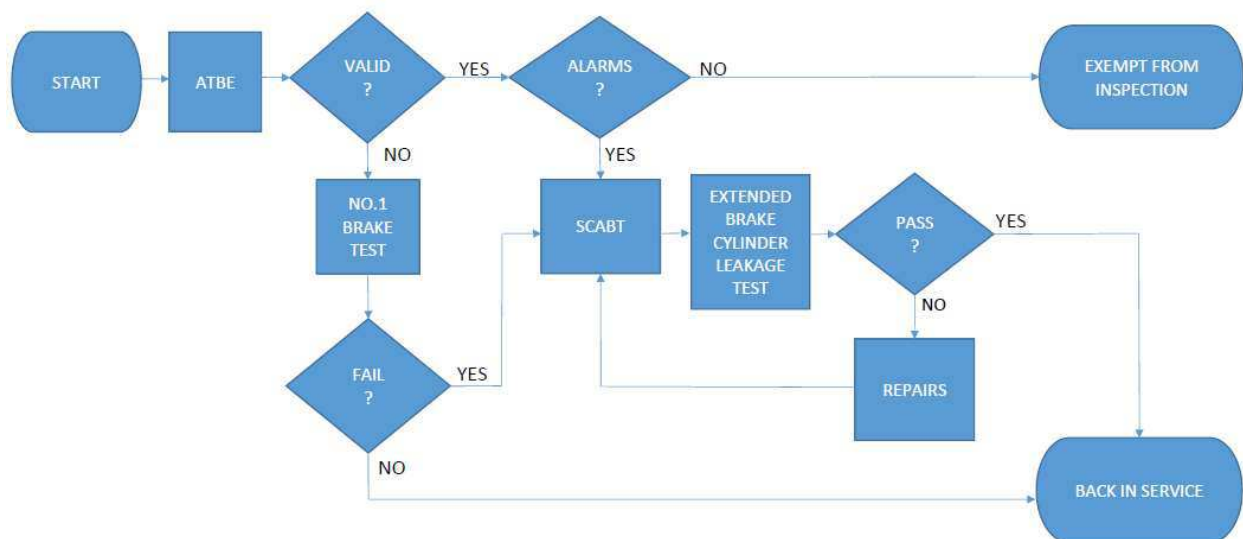 START
ATBE
VALID
?
YES
ALARMS
?
NO
EXEMPT FROM
INSPECTION
NO
YES
NO.1
BRAKE
TEST
SCABT
EXTENDED
BRAKE
CYLINDER
LEAKAGE
TEST
PASS
?
YES
NO
FAIL
?
YES
REPAIRS
NO
BACK IN SERVICE